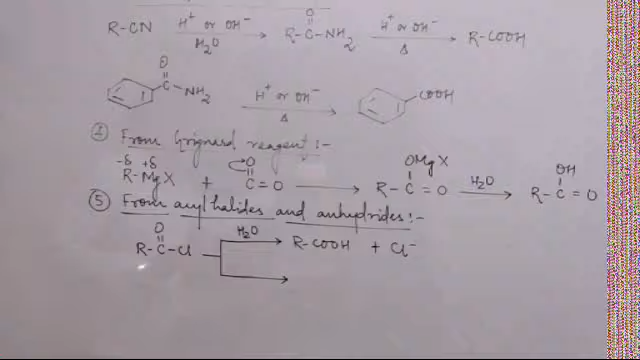 R-CN H⁺ or OH⁻ H₂O R-C-NH₂ O H⁺ or OH⁻ Δ R-COOH
O C-NH₂ H⁺ or OH⁻ Δ COOH
From Grignard reagent :-
-δ +δ O OMgX OH
R-MgX + C=O R-C=O H₂O R-C=O
⑤ From acyl halides and anhydrides :-
O H₂O
R-C-Cl R-COOH + Cl⁻